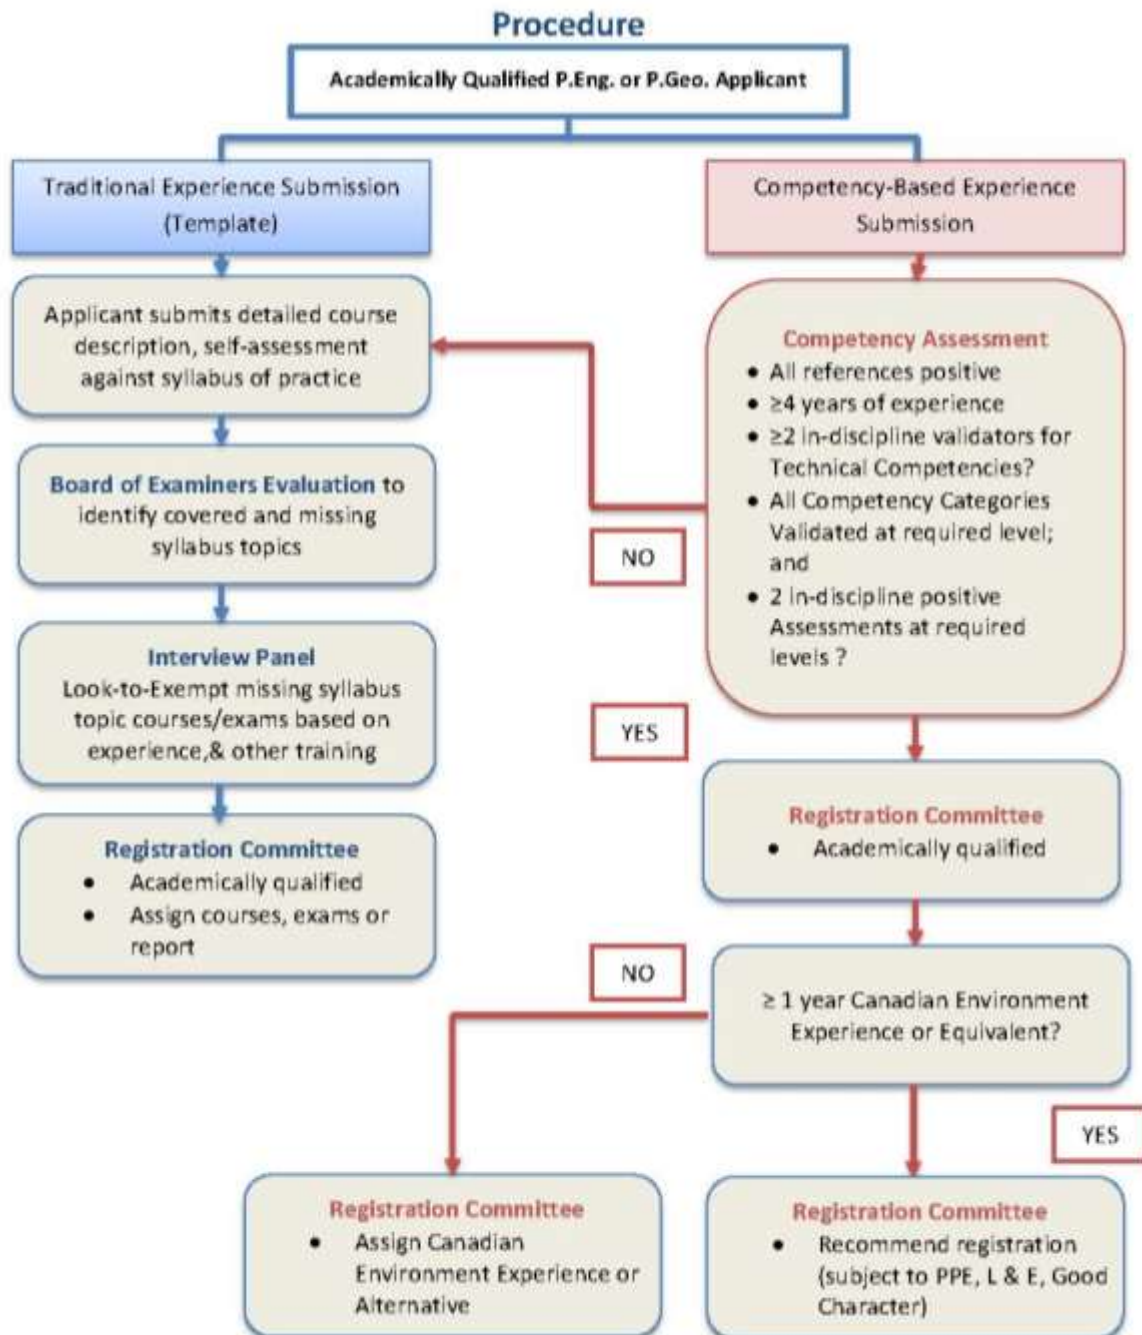 Procedure
Academically Qualified P.Eng. or P.Geo. Applicant
Traditional Experience Submission
(Template)
Applicant submits detailed course
description, self-assessment
against syllabus of practice
Board of Examiners Evaluation to
identify covered and missing
syllabus topics
Interview Panel
Look-to-Exempt missing syllabus
topic courses/exams based on
experience,& other training
Registration Committee
• Academically qualified
• Assign courses, exams or
report
Competency-Based Experience
Submission
Competency Assessment
• All references positive
• ≥4 years of experience
• ≥2 in-discipline validators for
Technical Competencies?
• All Competency Categories
Validated at required level;
and
• 2 in-discipline positive
Assessments at required
levels ?
NO
YES
Registration Committee
• Academically qualified
≥ 1 year Canadian Environment
Experience or Equivalent?
NO
YES
Registration Committee
• Assign Canadian
Environment Experience or
Alternative
Registration Committee
• Recommend registration
(subject to PPE, L & E, Good
Character)